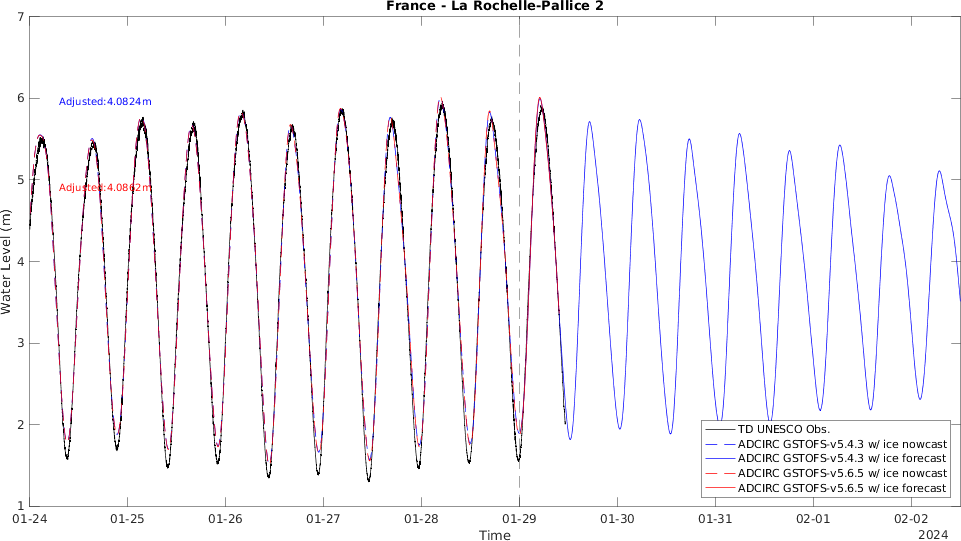 France - La Rochelle-Pallice 2
7
6
5
4
3
2
1
Water Level (m)
Adjusted:4.0824m
Adjusted:4.0862m
TD UNESCO Obs.
ADCIRC GSTOFS-v5.4.3 w/ ice nowcast
ADCIRC GSTOFS-v5.4.3 w/ ice forecast
ADCIRC GSTOFS-v5.6.5 w/ ice nowcast
ADCIRC GSTOFS-v5.6.5 w/ ice forecast
01-24 01-25 01-26 01-27 01-28 01-29 01-30 01-31 02-01 02-02
Time
2024